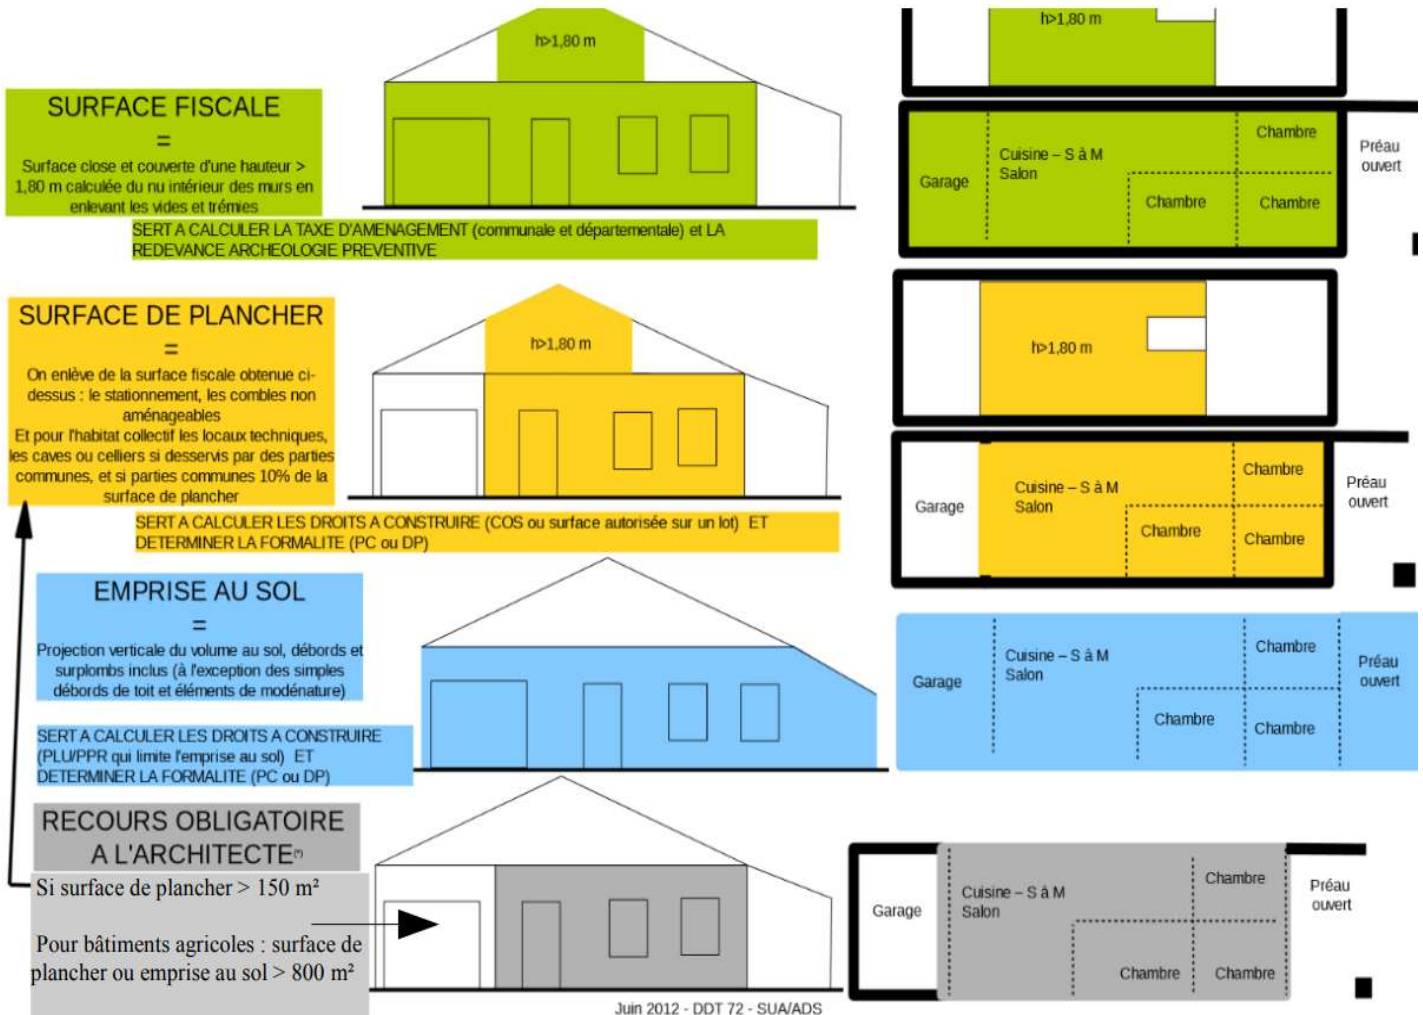 h>1,80 m
h>1,80 m
SURFACE FISCALE
=
Surface close et couverte d'une hauteur >
1,80 m calculée du nu intérieur des murs en
enlevant les vides et trémies
Garage
Cuisine – S à M
Salon
Chambre
Chambre
Chambre
Préau
ouvert
SERT A CALCULER LA TAXE D'AMENAGEMENT (communale et départementale) et LA
REDEVANCE ARCHEOLOGIE PREVENTIVE
SURFACE DE PLANCHER
=
On enlève de la surface fiscale obtenue ci-
dessus : le stationnement, les combles non
aménageables
Et pour l'habitat collectif les locaux techniques,
les caves ou celliers si desservis par des parties
communes, et si parties communes 10% de la
surface de plancher
h>1,80 m
h>1,80 m
Garage
Cuisine – S à M
Salon
Chambre
Chambre
Chambre
Préau
ouvert
SERT A CALCULER LES DROITS A CONSTRUIRE (COS ou surface autorisée sur un lot) ET
DETERMINER LA FORMALITE (PC ou DP)
EMPRISE AU SOL
=
Projection verticale du volume au sol, débords et
surplombs inclus (à l'exception des simples
débords de toit et éléments de modénature)
Garage
Cuisine – S à M
Salon
Chambre
Chambre
Chambre
Préau
ouvert
SERT A CALCULER LES DROITS A CONSTRUIRE
(PLU/PPR qui limite l'emprise au sol) ET
DETERMINER LA FORMALITE (PC ou DP)
RECOURS OBLIGATOIRE
A L'ARCHITECTE(*)
Si surface de plancher > 150 m²
Pour bâtiments agricoles : surface de
plancher ou emprise au sol > 800 m²
Garage
Cuisine – S à M
Salon
Chambre
Chambre
Chambre
Préau
ouvert
Juin 2012 - DDT 72 - SUA/ADS